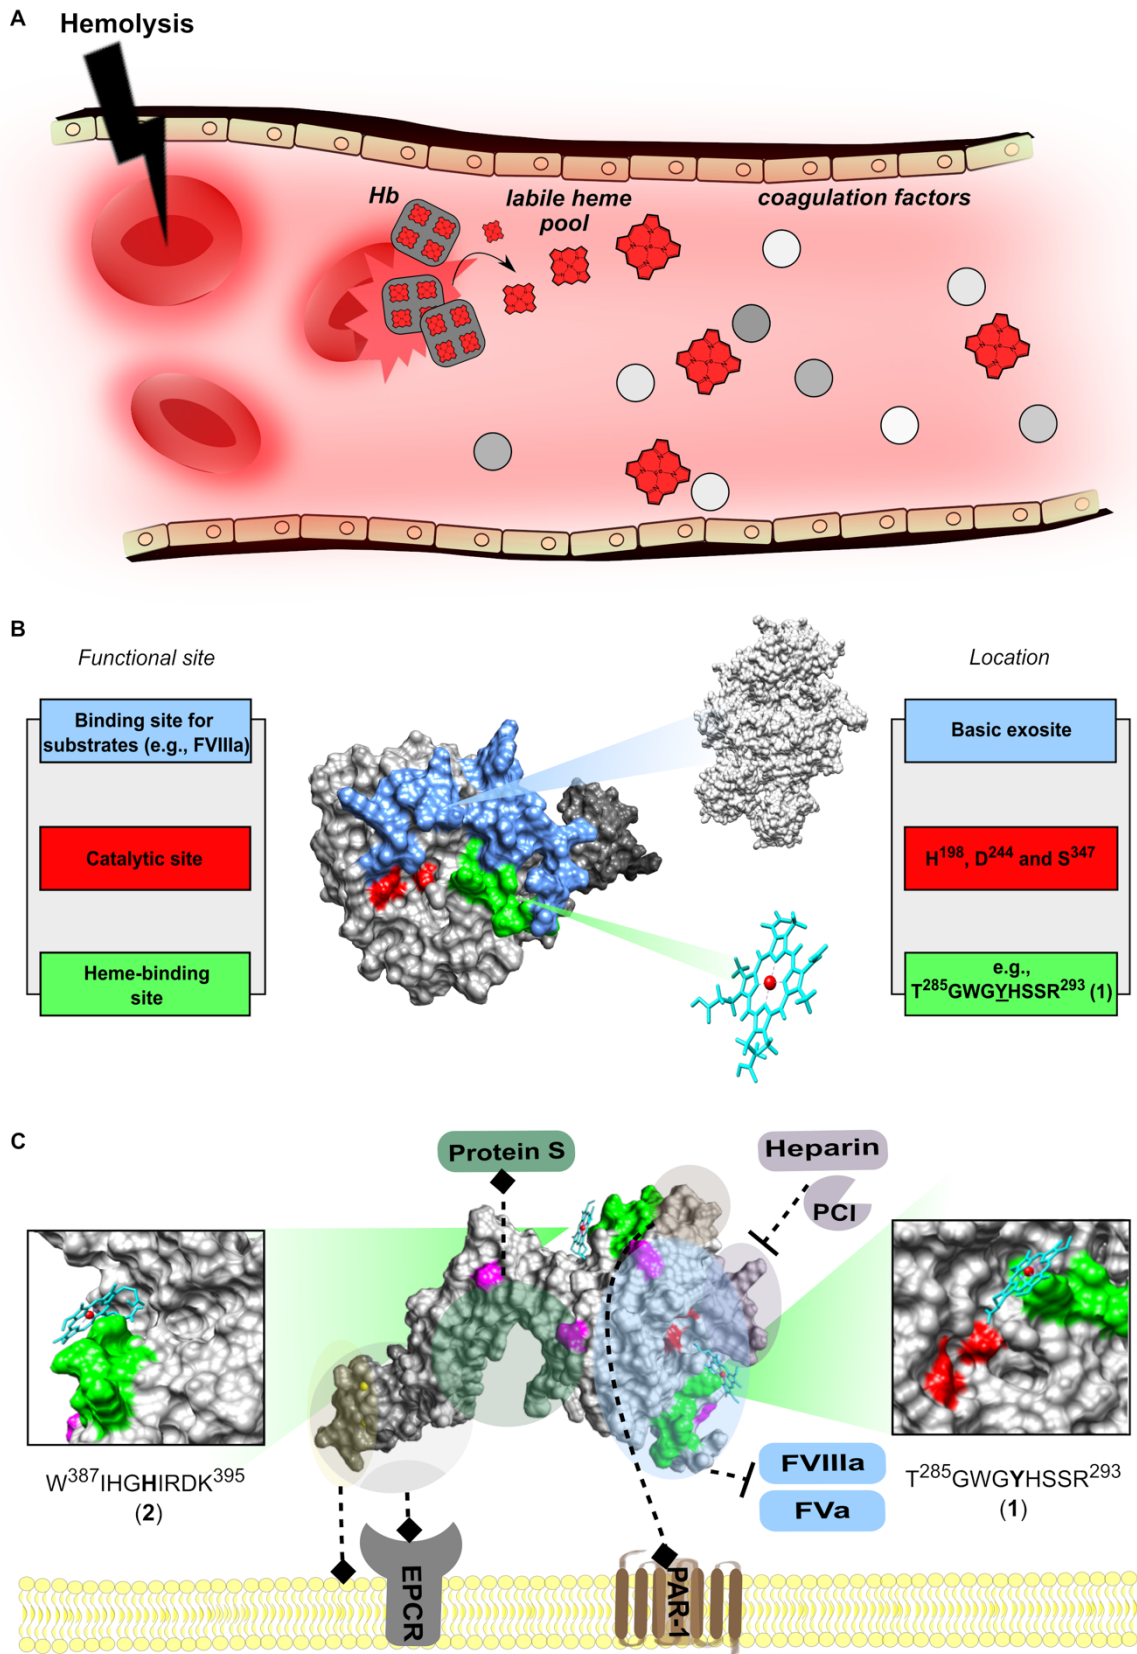 A
Hemolysis
Hb
labile heme
pool
coagulation factors
B
Functional site
Location
Binding site for
substrates (e.g., FVIIIa)
Basic exosite
Catalytic site
H¹⁹⁸, D²⁴⁴ and S³⁴⁷
Heme-binding
site
e.g.,
T²⁸⁵GWGYHSSR²⁹³ (1)
C
Protein S
Heparin
PCI
W³⁸⁷IHGHIRDK³⁹⁵
(2)
FVIIIa
FVa
T²⁸⁵GWGYHSSR²⁹³
(1)
EPCR
PAR-1